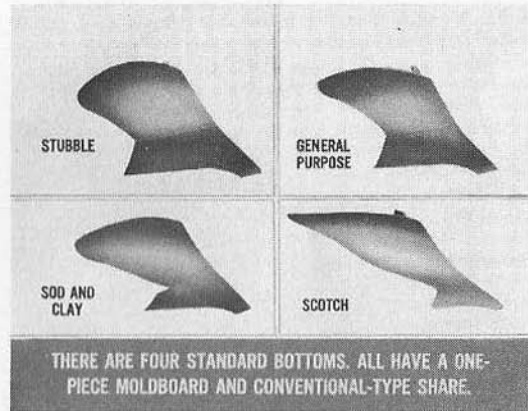 STUBBLE
GENERAL
PURPOSE
SOD AND
CLAY
SCOTCH
THERE ARE FOUR STANDARD BOTTOMS. ALL HAVE A ONE-
PIECE MOLDBOARD AND CONVENTIONAL-TYPE SHARE.